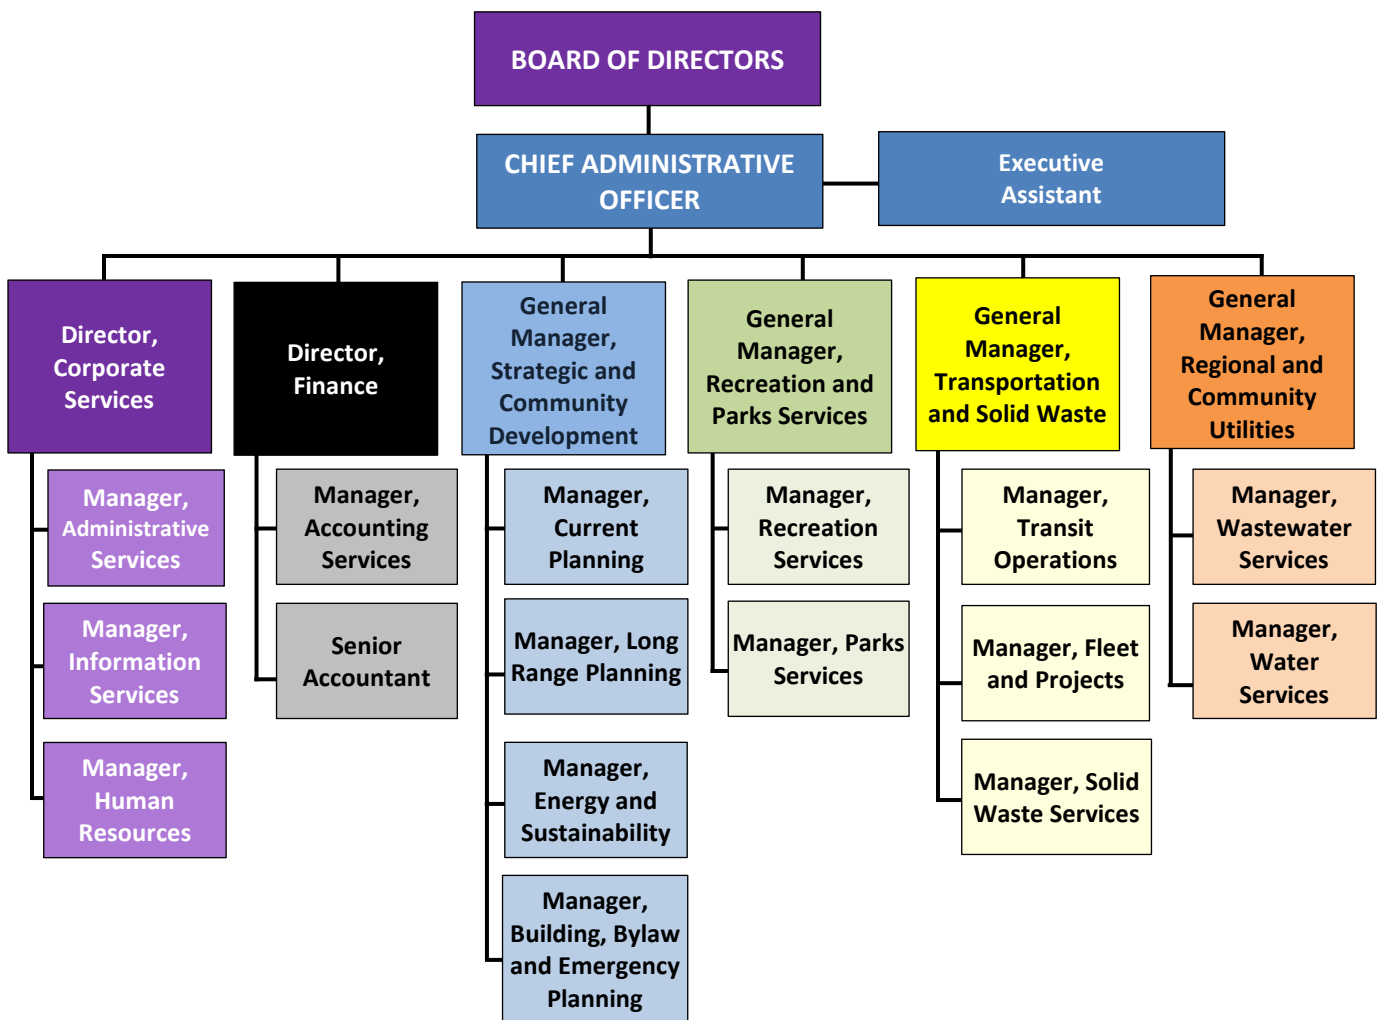 BOARD OF DIRECTORS
CHIEF ADMINISTRATIVE
OFFICER
Executive
Assistant
Director,
Corporate
Services
Director,
Finance
General
Manager,
Strategic and
Community
Development
General
Manager,
Recreation and
Parks Services
General
Manager,
Transportation
and Solid Waste
General
Manager,
Regional and
Community
Utilities
Manager,
Administrative
Services
Manager,
Accounting
Services
Manager,
Current
Planning
Manager,
Recreation
Services
Manager,
Transit
Operations
Manager,
Wastewater
Services
Manager,
Information
Services
Senior
Accountant
Manager, Long
Range Planning
Manager, Parks
Services
Manager, Fleet
and Projects
Manager,
Water
Services
Manager,
Human
Resources
Manager,
Energy and
Sustainability
Manager, Solid
Waste Services
Manager,
Building, Bylaw
and Emergency
Planning